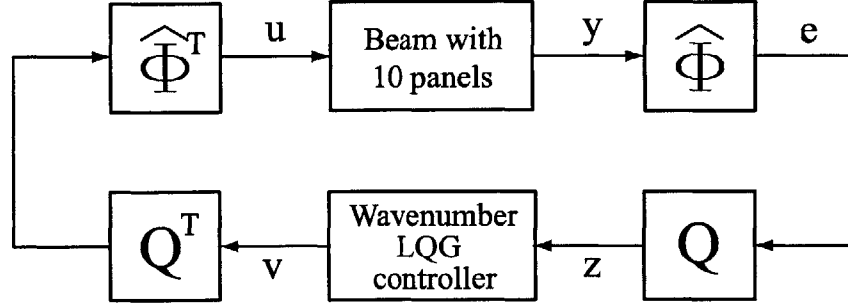 Φ̂ᵀ
u
Beam with
10 panels
y
Φ̂
e
Qᵀ
v
Wavenumber
LQG
controller
z
Q